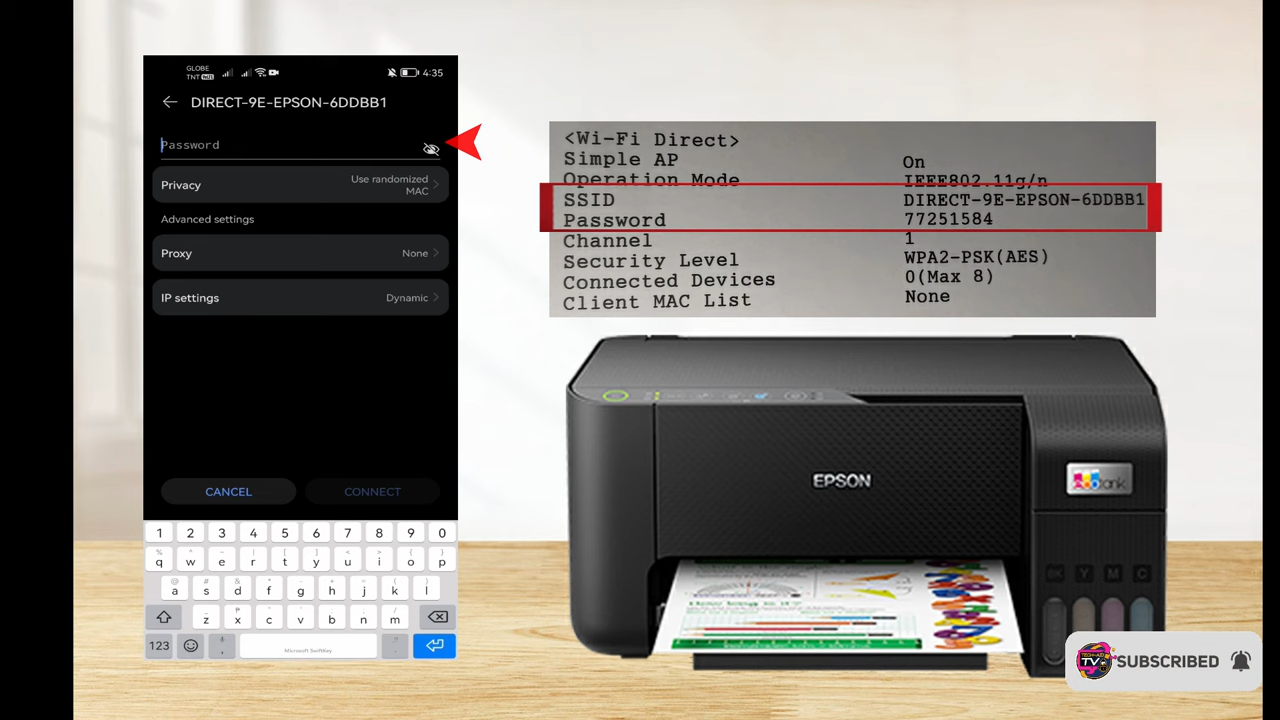 GLOBE
TNT
4:35
DIRECT-9E-EPSON-6DDBB1
Password
Privacy
Use randomized
MAC
Advanced settings
Proxy None
IP settings Dynamic
CANCEL CONNECT
1 2 3 4 5 6 7 8 9 0
q w e r t y u i o p
a s d f g h j k l
z x c v b n m
123
Microsoft SwiftKey
<Wi-Fi Direct>
Simple AP On
Operation Mode IEEE802.11g/n
SSID DIRECT-9E-EPSON-6DDBB1
Password 77251584
Channel 1
Security Level WPA2-PSK(AES)
Connected Devices 0(Max 8)
Client MAC List None
EPSON
BK Y M C
TV
SUBSCRIBED